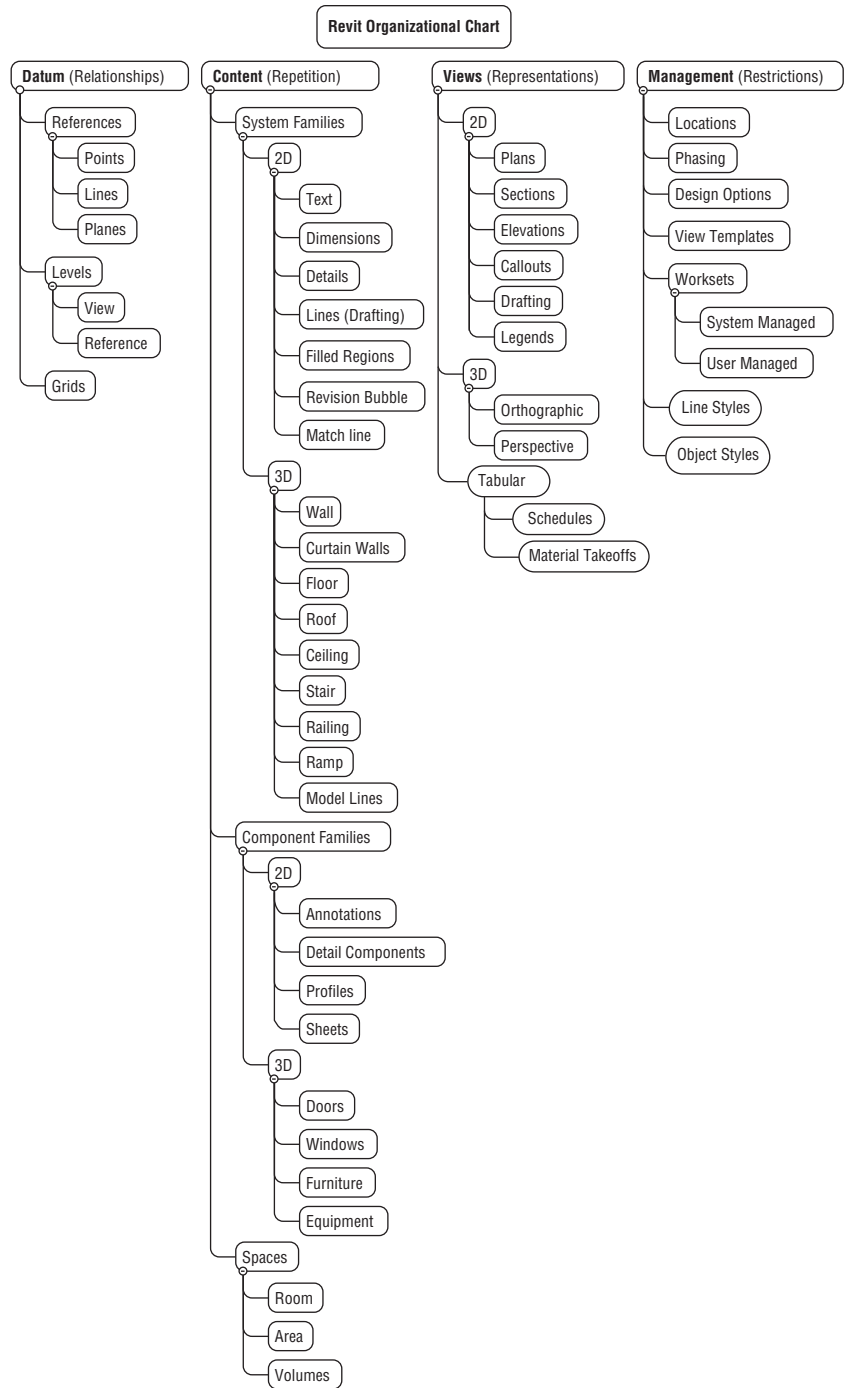 Revit Organizational Chart
Datum (Relationships)
References
Points
Lines
Planes
Levels
View
Reference
Grids
Content (Repetition)
System Families
2D
Text
Dimensions
Details
Lines (Drafting)
Filled Regions
Revision Bubble
Match line
3D
Wall
Curtain Walls
Floor
Roof
Ceiling
Stair
Railing
Ramp
Model Lines
Component Families
2D
Annotations
Detail Components
Profiles
Sheets
3D
Doors
Windows
Furniture
Equipment
Spaces
Room
Area
Volumes
Views (Representations)
2D
Plans
Sections
Elevations
Callouts
Drafting
Legends
3D
Orthographic
Perspective
Tabular
Schedules
Material Takeoffs
Management (Restrictions)
Locations
Phasing
Design Options
View Templates
Worksets
System Managed
User Managed
Line Styles
Object Styles